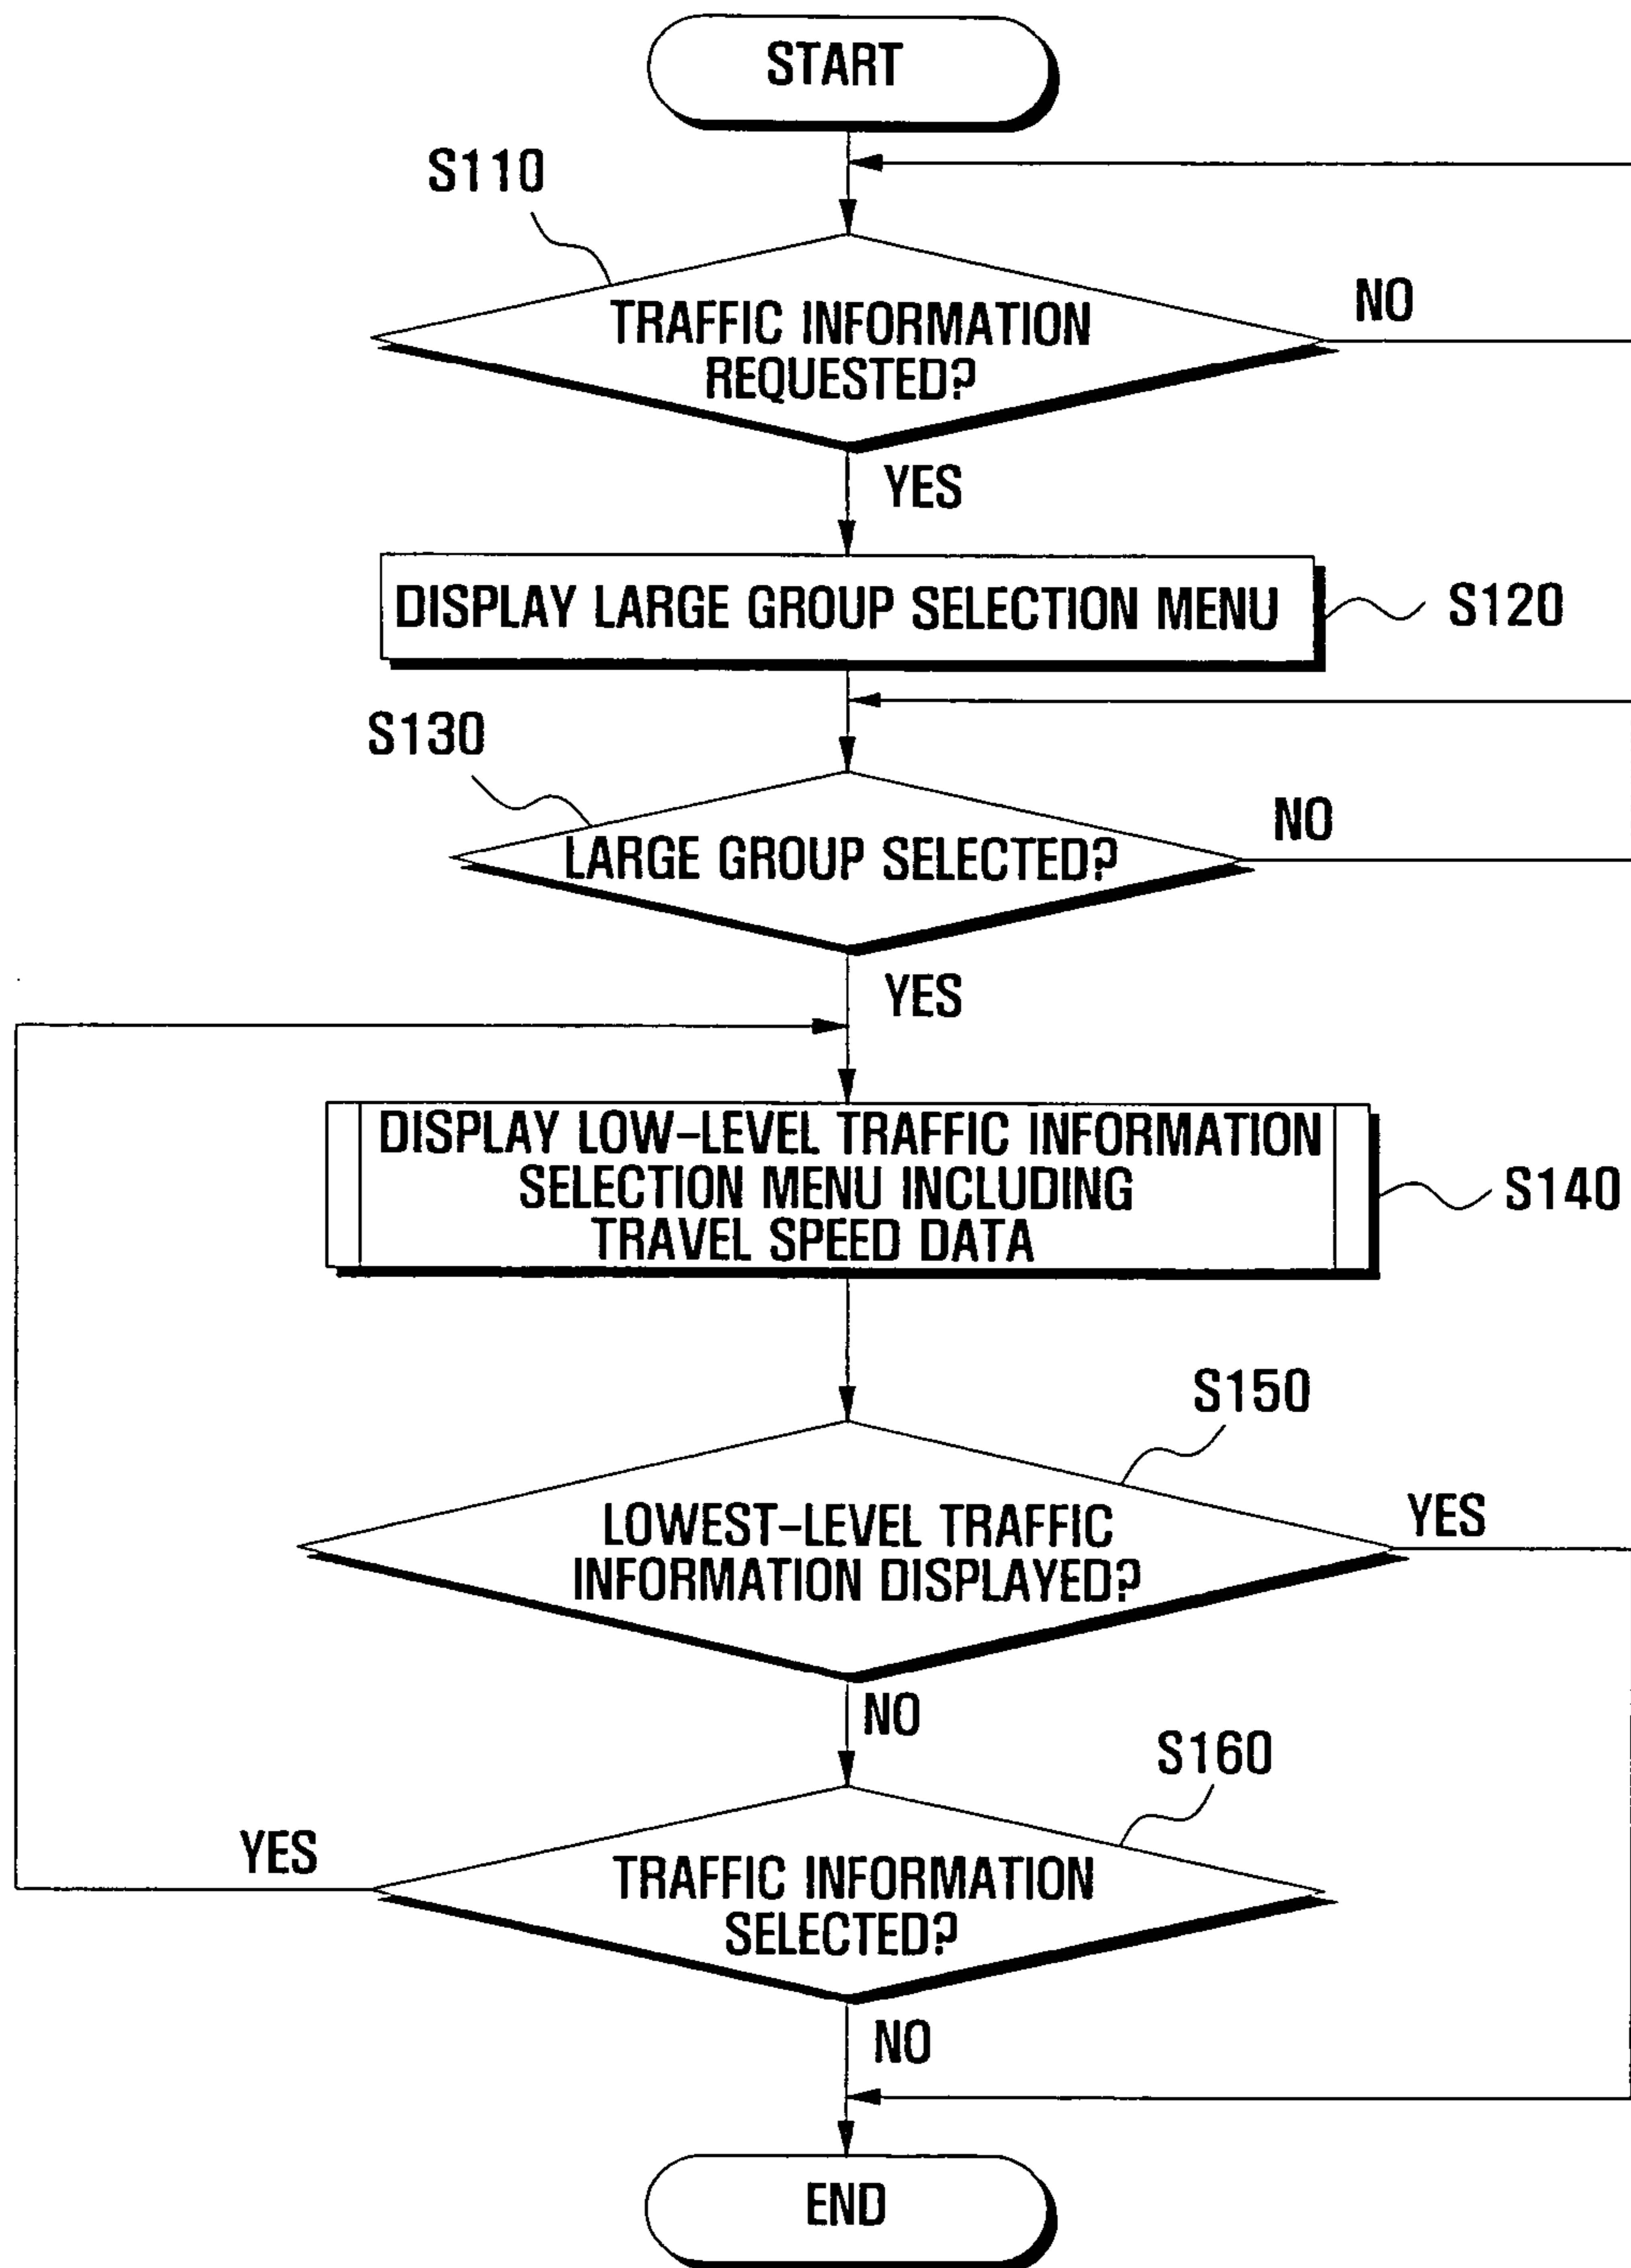 START
S110
TRAFFIC INFORMATION
REQUESTED?
NO
YES
DISPLAY LARGE GROUP SELECTION MENU
S120
S130
LARGE GROUP SELECTED?
NO
YES
DISPLAY LOW-LEVEL TRAFFIC INFORMATION
SELECTION MENU INCLUDING
TRAVEL SPEED DATA
S140
S150
LOWEST-LEVEL TRAFFIC
INFORMATION DISPLAYED?
YES
NO
S160
YES
TRAFFIC INFORMATION
SELECTED?
NO
END